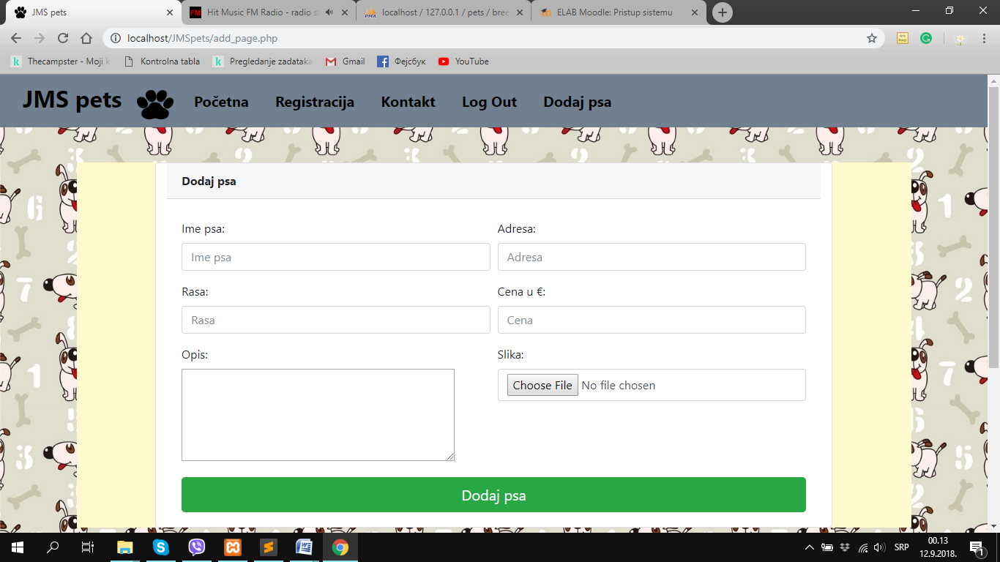 JMS pets
Hit Music FM Radio - radio s
localhost / 127.0.0.1 / pets / bree
ELAB Moodle: Pristup sistemu
localhost/JMSpets/add_page.php
Thecampster - Moji k
Kontrolna tabla
Pregledanje zadataka
Gmail
Фејсбук
YouTube
JMS pets
Početna
Registracija
Kontakt
Log Out
Dodaj psa
Dodaj psa
Ime psa:
Adresa:
Ime psa
Adresa
Rasa:
Cena u €:
Rasa
Cena
Opis:
Slika:
Choose File No file chosen
Dodaj psa
SRP
00.13
12.9.2018.